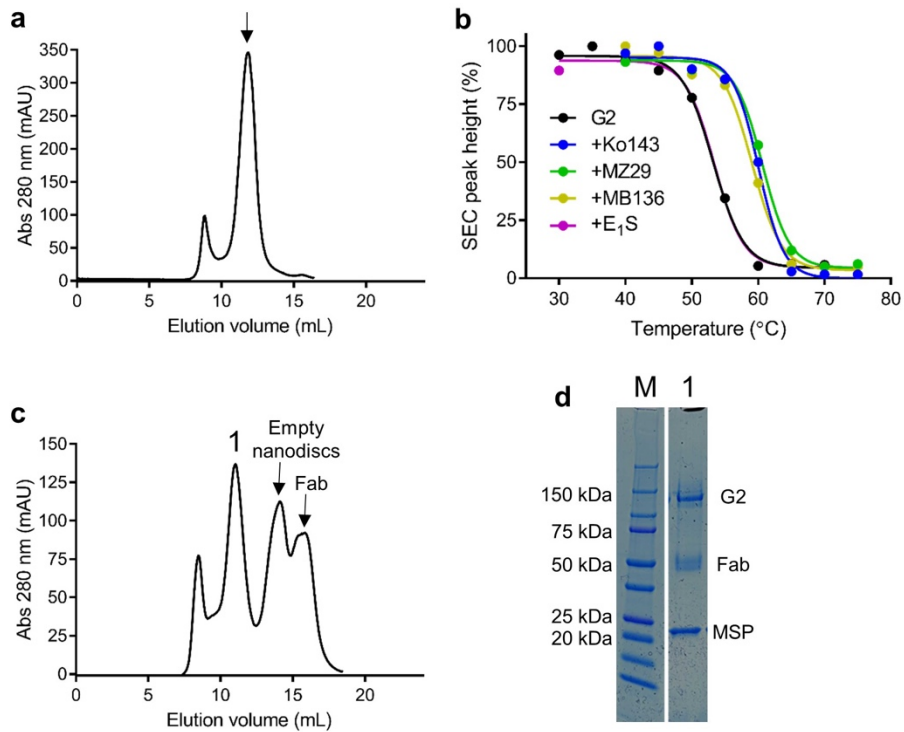 a
Abs 280 nm (mAU)
350
300
250
200
150
100
50
0
0 5 10 15 20
Elution volume (mL)
b
SEC peak height (%)
100
75
50
25
0
G2
+Ko143
+MZ29
+MB136
+E₁S
30 40 50 60 70 80
Temperature (°C)
c
Abs 280 nm (mAU)
150
125
100
75
50
25
0
1
Empty
nanodiscs
Fab
0 5 10 15 20
Elution volume (mL)
d
M 1
150 kDa
75 kDa
50 kDa
25 kDa
20 kDa
G2
Fab
MSP